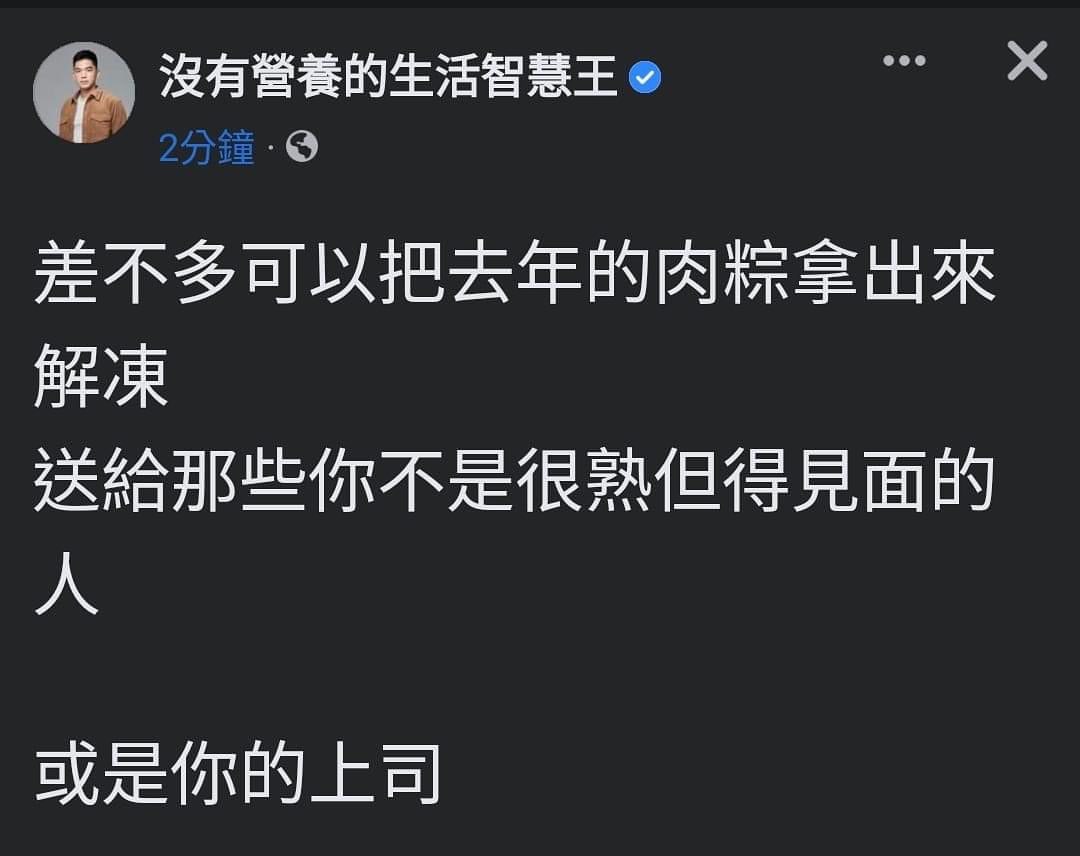 沒有營養的生活智慧王
2分鐘 ·
差不多可以把去年的肉粽拿出來
解凍
送給那些你不是很熟但得見面的
人
或是你的上司